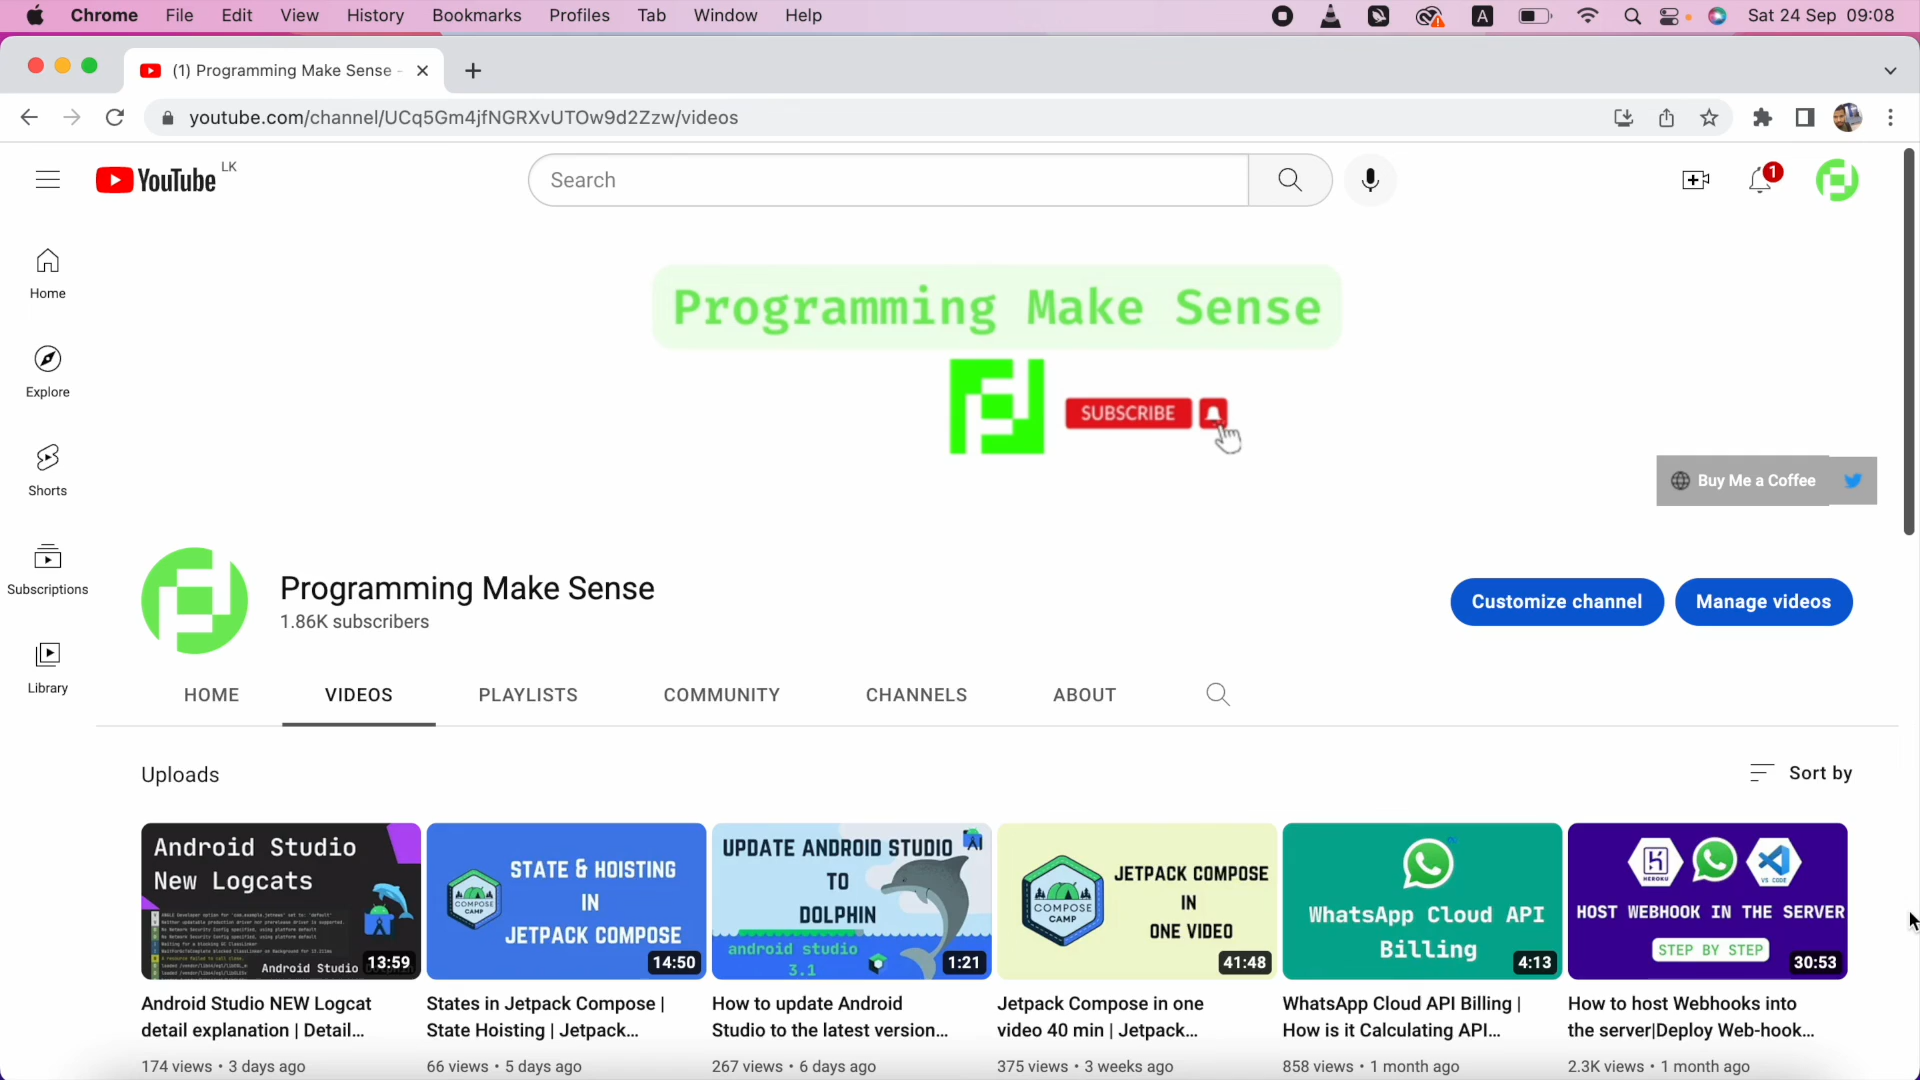 Chrome File Edit View History Bookmarks Profiles Tab Window Help A Sat 24 Sep 09:08
(1) Programming Make Sense -
youtube.com/channel/UCq5Gm4jfNGRXvUTOw9d2Zzw/videos
YouTube LK
Search
1
Home
Explore
Shorts
Subscriptions
Library
Programming Make Sense
SUBSCRIBE
Buy Me a Coffee
Programming Make Sense
1.86K subscribers
Customize channel
Manage videos
HOME VIDEOS PLAYLISTS COMMUNITY CHANNELS ABOUT
Uploads
Sort by
Android Studio
New Logcats
Android Studio
13:59
Android Studio NEW Logcat
detail explanation | Detail...
174 views • 3 days ago
COMPOSE
CAMP
STATE & HOISTING
IN
JETPACK COMPOSE
14:50
States in Jetpack Compose |
State Hoisting | Jetpack...
66 views • 5 days ago
UPDATE ANDROID STUDIO
TO
DOLPHIN
android studio
3.1
1:21
How to update Android
Studio to the latest version...
267 views • 6 days ago
COMPOSE
CAMP
JETPACK COMPOSE
IN
ONE VIDEO
41:48
Jetpack Compose in one
video 40 min | Jetpack...
375 views • 3 weeks ago
WhatsApp Cloud API
Billing
4:13
WhatsApp Cloud API Billing |
How is it Calculating API...
858 views • 1 month ago
HEROKU
VS CODE
HOST WEBHOOK IN THE SERVER
STEP BY STEP
30:53
How to host Webhooks into
the server|Deploy Web-hook...
2.3K views • 1 month ago